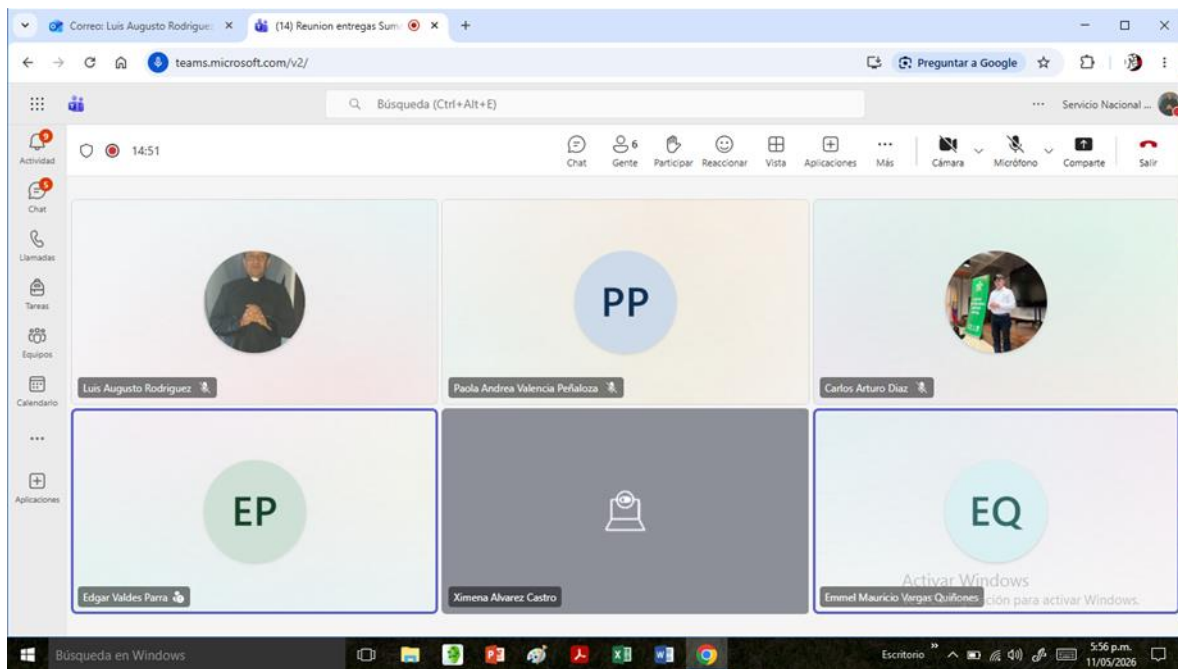 Correo: Luis Augusto Rodrigue:
(14) Reunion entregas Sum
teams.microsoft.com/v2/
Preguntar a Google
Búsqueda (Ctrl+Alt+E)
Servicio Nacional ...
9
Actividad
14:51
6
Chat
Gente
Participar
Reaccionar
Vista
Aplicaciones
Más
Cámara
Micrófono
Comparte
Salir
5
Chat
Llamadas
Tareas
Equipos
Calendario
Aplicaciones
PP
Luis Augusto Rodriguez
Paola Andrea Valencia Peñaloza
Carlos Arturo Diaz
EP
EQ
Edgar Valdes Parra
Ximena Alvarez Castro
Emmel Mauricio Vargas Quiñones
Activar Windows
para activar Windows.
Búsqueda en Windows
Escritorio
5:56 p.m.
11/05/2026